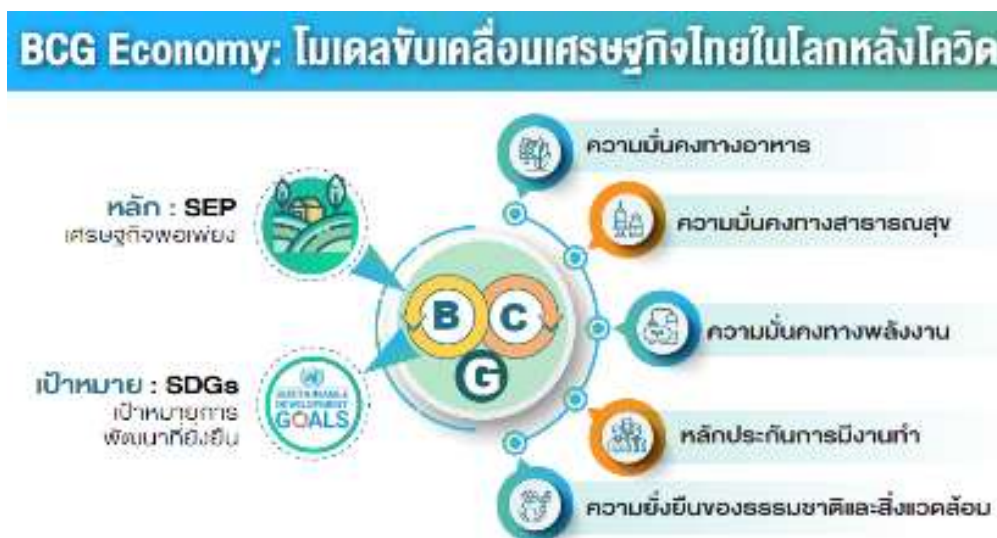 BCG Economy: โมเดลขับเคลื่อนเศรษฐกิจไทยในโลกหลังโควิด
หลัก : SEP
เศรษฐกิจพอเพียง
เป้าหมาย : SDGs
เป้าหมายการ
พัฒนาที่ยั่งยืน
SUSTAINABLE
DEVELOPMENT
GOALS
B C
G
ความมั่นคงทางอาหาร
ความมั่นคงทางสาธารณสุข
ความมั่นคงทางพลังงาน
หลักประกันการมีงานทำ
ความยั่งยืนของธรรมชาติและสิ่งแวดล้อม